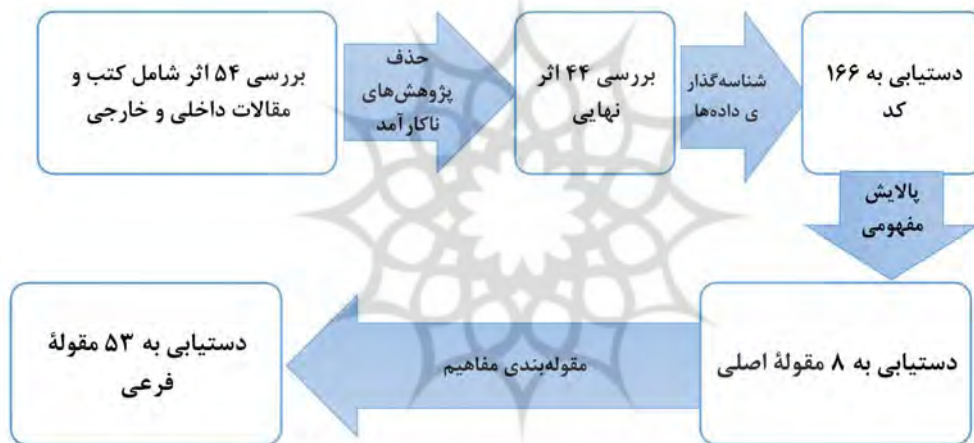 بررسی ۵۴ اثر شامل کتب و
مقالات داخلی و خارجی
حذف
پژوهش‌های
ناکارآمد
بررسی ۴۴ اثر
نهایی
شناسه‌گذار
ی داده‌ها
دستیابی به ۱۶۶
کد
پالایش
مفهومی
دستیابی به ۸ مقولهٔ اصلی
مقوله‌بندی مفاهیم
دستیابی به ۵۳ مقولهٔ
فرعی